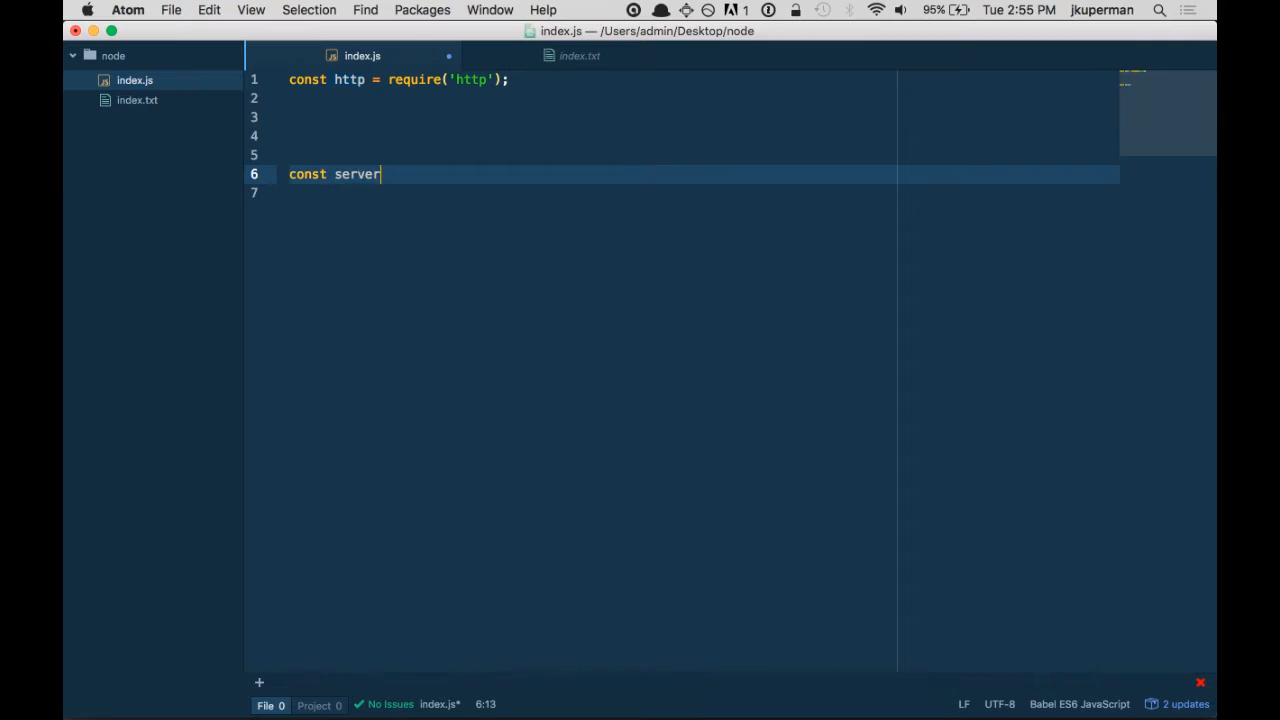 Atom File Edit View Selection Find Packages Window Help 1 95% Tue 2:55 PM jkuperman
index.js — /Users/admin/Desktop/node
node
index.js
index.txt
index.js index.txt
1 const http = require('http');
2
3
4
5
6 const server
7
+
File 0 Project 0 No Issues index.js* 6:13 LF UTF-8 Babel ES6 JavaScript 2 updates